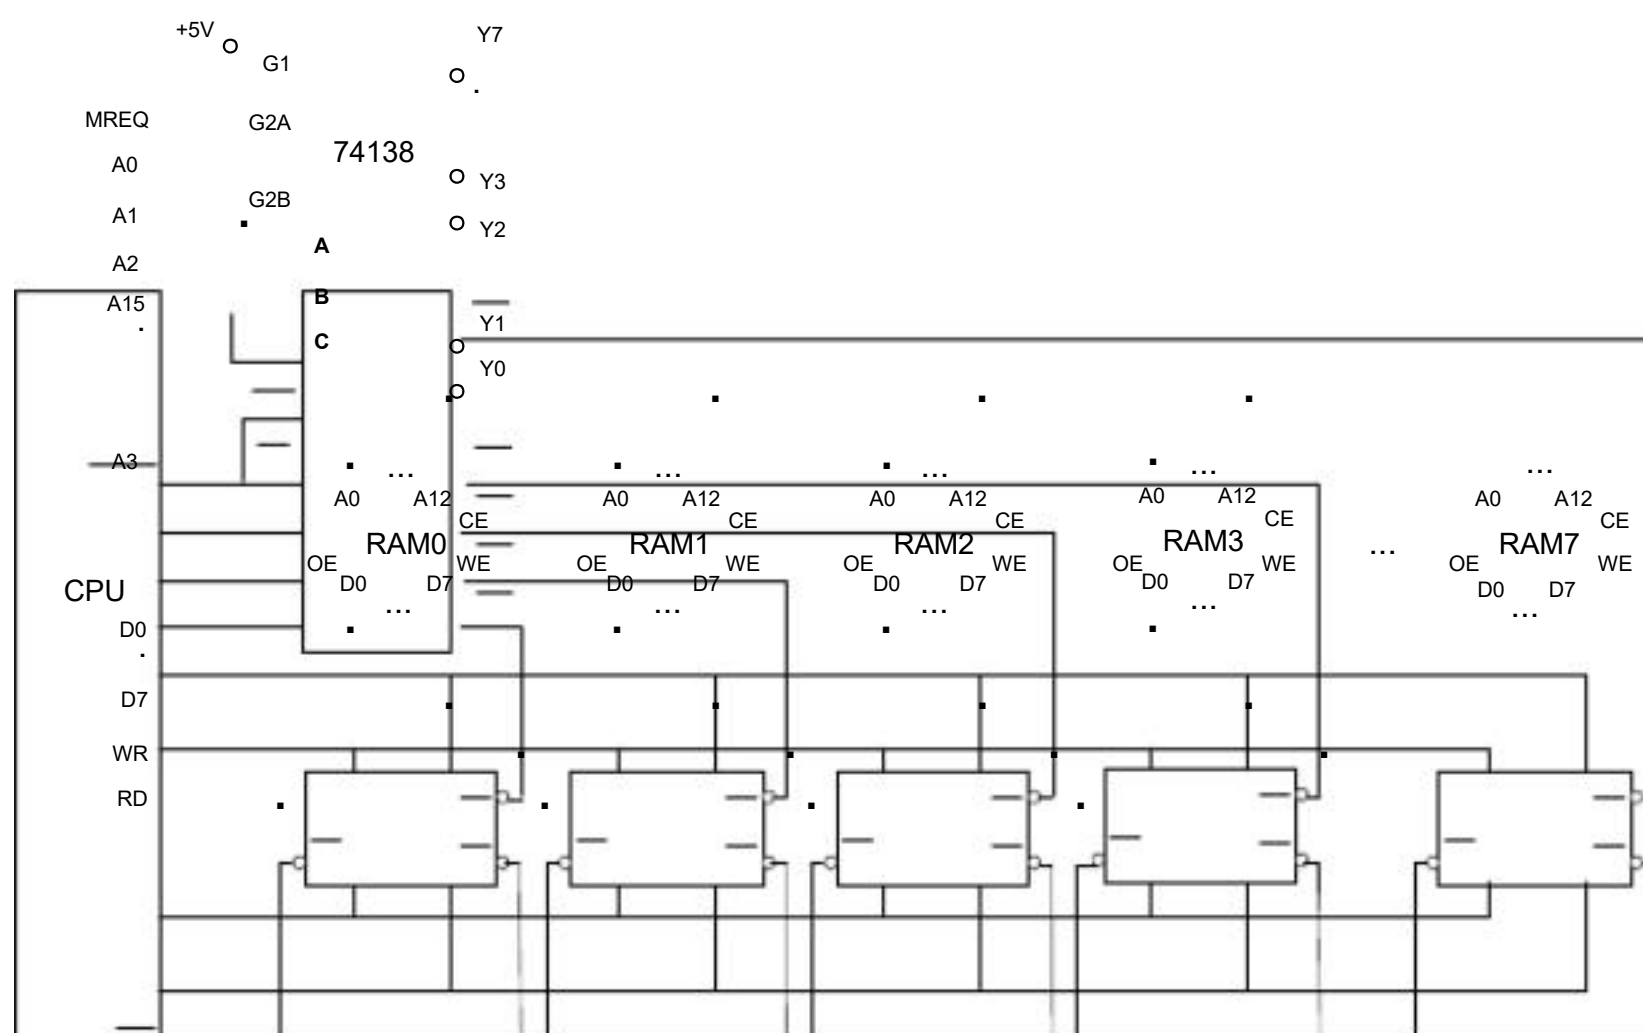 +5V
Y7
G1
MREQ
G2A
74138
A0
Y3
G2B
A1
Y2
A
A2
B
A15
Y1
C
Y0
A3
... ... ... ... ...
A0 A12 A0 A12 A0 A12 A0 A12 A0 A12
CE CE CE CE CE
RAM0 RAM1 RAM2 RAM3 ... RAM7
OE WE OE WE OE WE OE WE OE WE
CPU
D0 D7 D0 D7 D0 D7 D0 D7 D0 D7
... ... ... ... ...
D0
D7
WR
RD